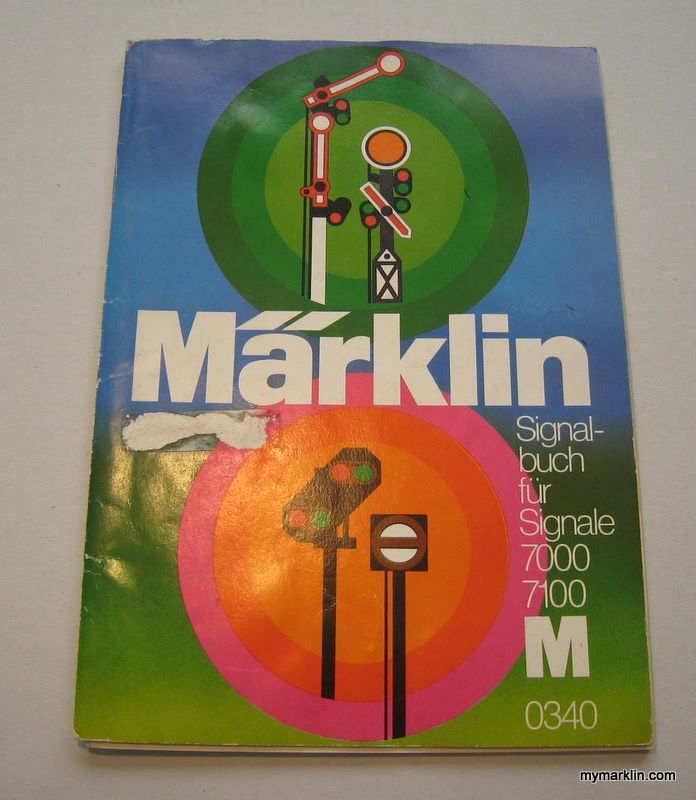 Märklin
Signal-
buch
für
Signale
7000
7100
M
0340
mymarklin.com